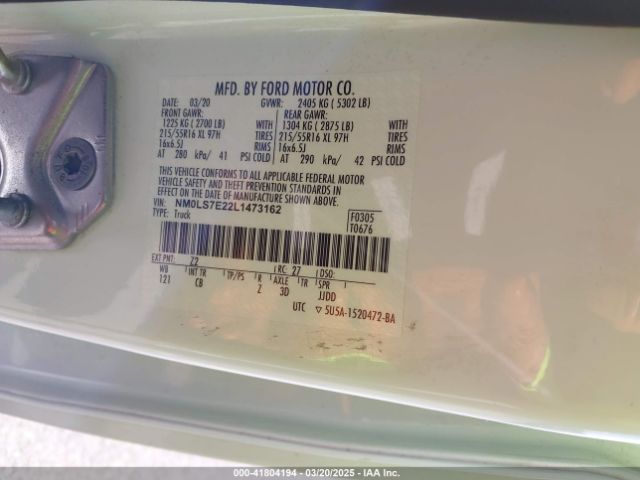 MFD. BY FORD MOTOR CO.
DATE: 03/20 GVWR: 2405 KG ( 5302 LB)
FRONT GAWR: REAR GAWR:
1225 KG ( 2700 LB) WITH 1304 KG ( 2875 LB) WITH
215/55R16 XL 97H TIRES 215/55R16 XL 97H TIRES
16x6.5J RIMS 16x6.5J RIMS
AT 280 kPa/ 41 PSI COLD AT 290 kPa/ 42 PSI COLD
THIS VEHICLE CONFORMS TO ALL APPLICABLE FEDERAL MOTOR
VEHICLE SAFETY AND THEFT PREVENTION STANDARDS IN
EFFECT ON THE DATE OF MANUFACTURE SHOWN ABOVE.
VIN: NM0LS7E22L1473162
TYPE: Truck
F0305
T0676
EXT PNT: Z2 RC: 27 DSO:
WB INT TR TP/PS R AXLE TR SPR
121 CB Z 3D JJDD
UTC ▽ 5U5A-1520472-BA
000-41804194 — 03/20/2025 — IAA Inc.